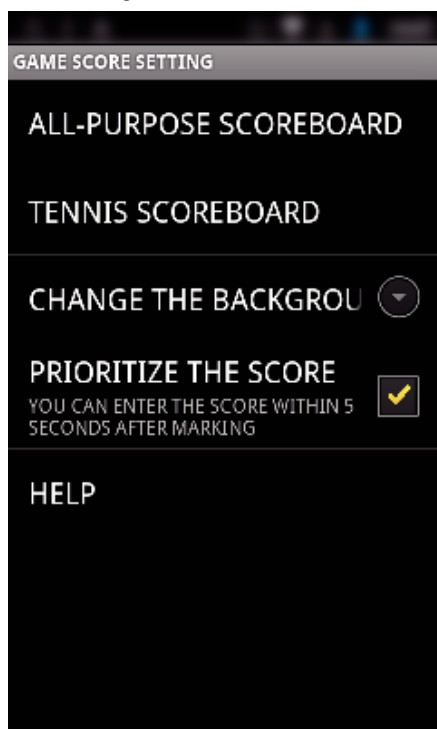 GAME SCORE SETTING
ALL-PURPOSE SCOREBOARD
TENNIS SCOREBOARD
CHANGE THE BACKGROU
PRIORITIZE THE SCORE
YOU CAN ENTER THE SCORE WITHIN 5
SECONDS AFTER MARKING
HELP